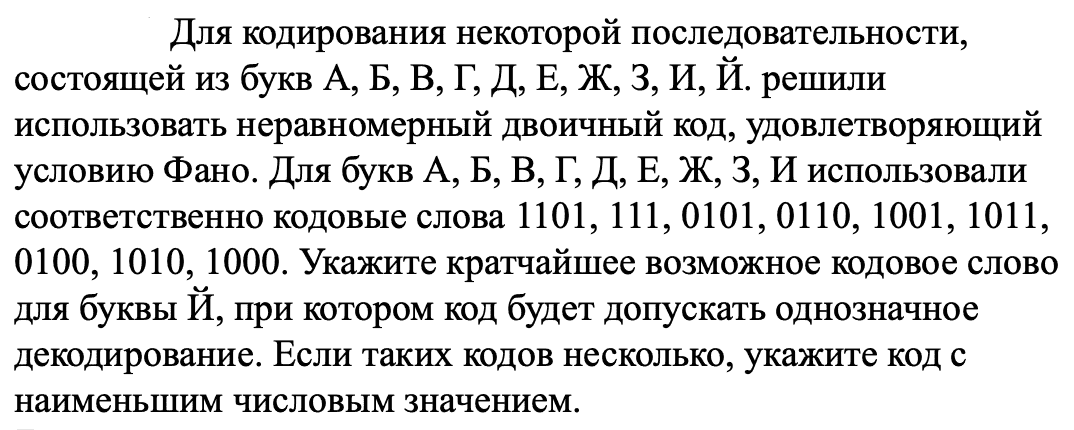 Для кодирования некоторой последовательности,
состоящей из букв А, Б, В, Г, Д, Е, Ж, З, И, Й. решили
использовать неравномерный двоичный код, удовлетворяющий
условию Фано. Для букв А, Б, В, Г, Д, Е, Ж, З, И использовали
соответственно кодовые слова 1101, 111, 0101, 0110, 1001, 1011,
0100, 1010, 1000. Укажите кратчайшее возможное кодовое слово
для буквы Й, при котором код будет допускать однозначное
декодирование. Если таких кодов несколько, укажите код с
наименьшим числовым значением.